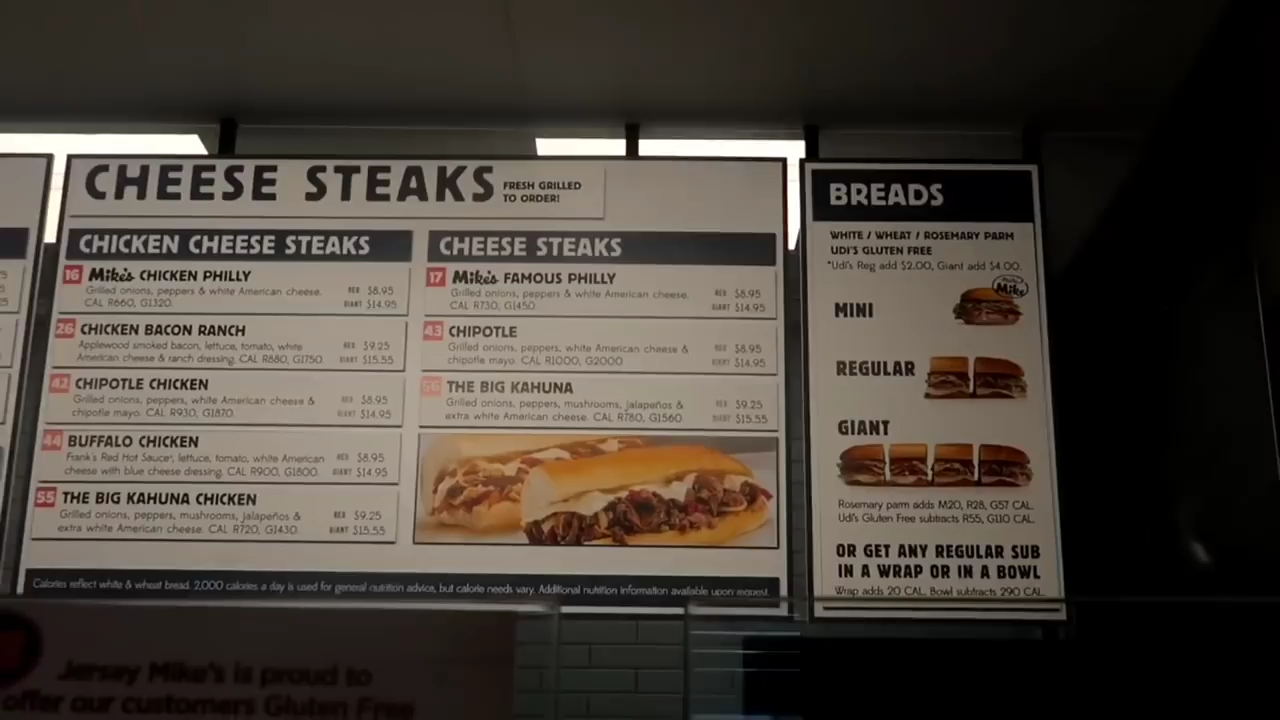 CHEESE STEAKS
FRESH GRILLED
TO ORDER!
CHICKEN CHEESE STEAKS
16 Mike's CHICKEN PHILLY
Grilled onions, peppers & white American cheese.
CAL R660, G1320.
REG $8.95
GIANT $14.95
26 CHICKEN BACON RANCH
Applewood smoked bacon, lettuce, tomato, white
American cheese & ranch dressing. CAL R880, G1750
REG $9.25
GIANT $15.55
42 CHIPOTLE CHICKEN
Grilled onions, peppers, white American cheese &
chipotle mayo. CAL R930, G1870.
REG $8.95
GIANT $14.95
44 BUFFALO CHICKEN
Frank's Red Hot Sauce®, lettuce, tomato, white American
cheese with blue cheese dressing. CAL R900, G1800.
REG $8.95
GIANT $14.95
55 THE BIG KAHUNA CHICKEN
Grilled onions, peppers, mushrooms, jalapeños &
extra white American cheese. CAL R720, G1430.
REG $9.25
GIANT $15.55
CHEESE STEAKS
17 Mike's FAMOUS PHILLY
Grilled onions, peppers & white American cheese.
CAL R730, G1450.
REG $8.95
GIANT $14.95
43 CHIPOTLE
Grilled onions, peppers, white American cheese &
chipotle mayo. CAL R1000, G2000
REG $8.95
GIANT $14.95
56 THE BIG KAHUNA
Grilled onions, peppers, mushrooms, jalapeños &
extra white American cheese. CAL R780, G1560.
REG $9.25
GIANT $15.55
Calories reflect white & wheat bread. 2,000 calories a day is used for general nutrition advice, but calorie needs vary. Additional nutrition information available upon request.
BREADS
WHITE / WHEAT / ROSEMARY PARM
UDI'S GLUTEN FREE
*Udi's Reg add $2.00, Giant add $4.00.
MINI
Mike
REGULAR
GIANT
Rosemary parm adds M20, R28, G57 CAL.
Udi's Gluten Free subtracts R55, G110 CAL.
OR GET ANY REGULAR SUB
IN A WRAP OR IN A BOWL
Wrap adds 20 CAL. Bowl subtracts 290 CAL.
Jersey Mike's is proud to
offer our customers Gluten Free